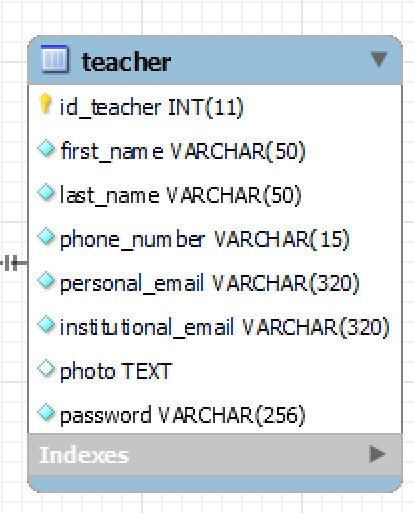 teacher
id_teacher INT(11)
first_name VARCHAR(50)
last_name VARCHAR(50)
phone_number VARCHAR(15)
personal_email VARCHAR(320)
institutional_email VARCHAR(320)
photo TEXT
password VARCHAR(256)
Indexes